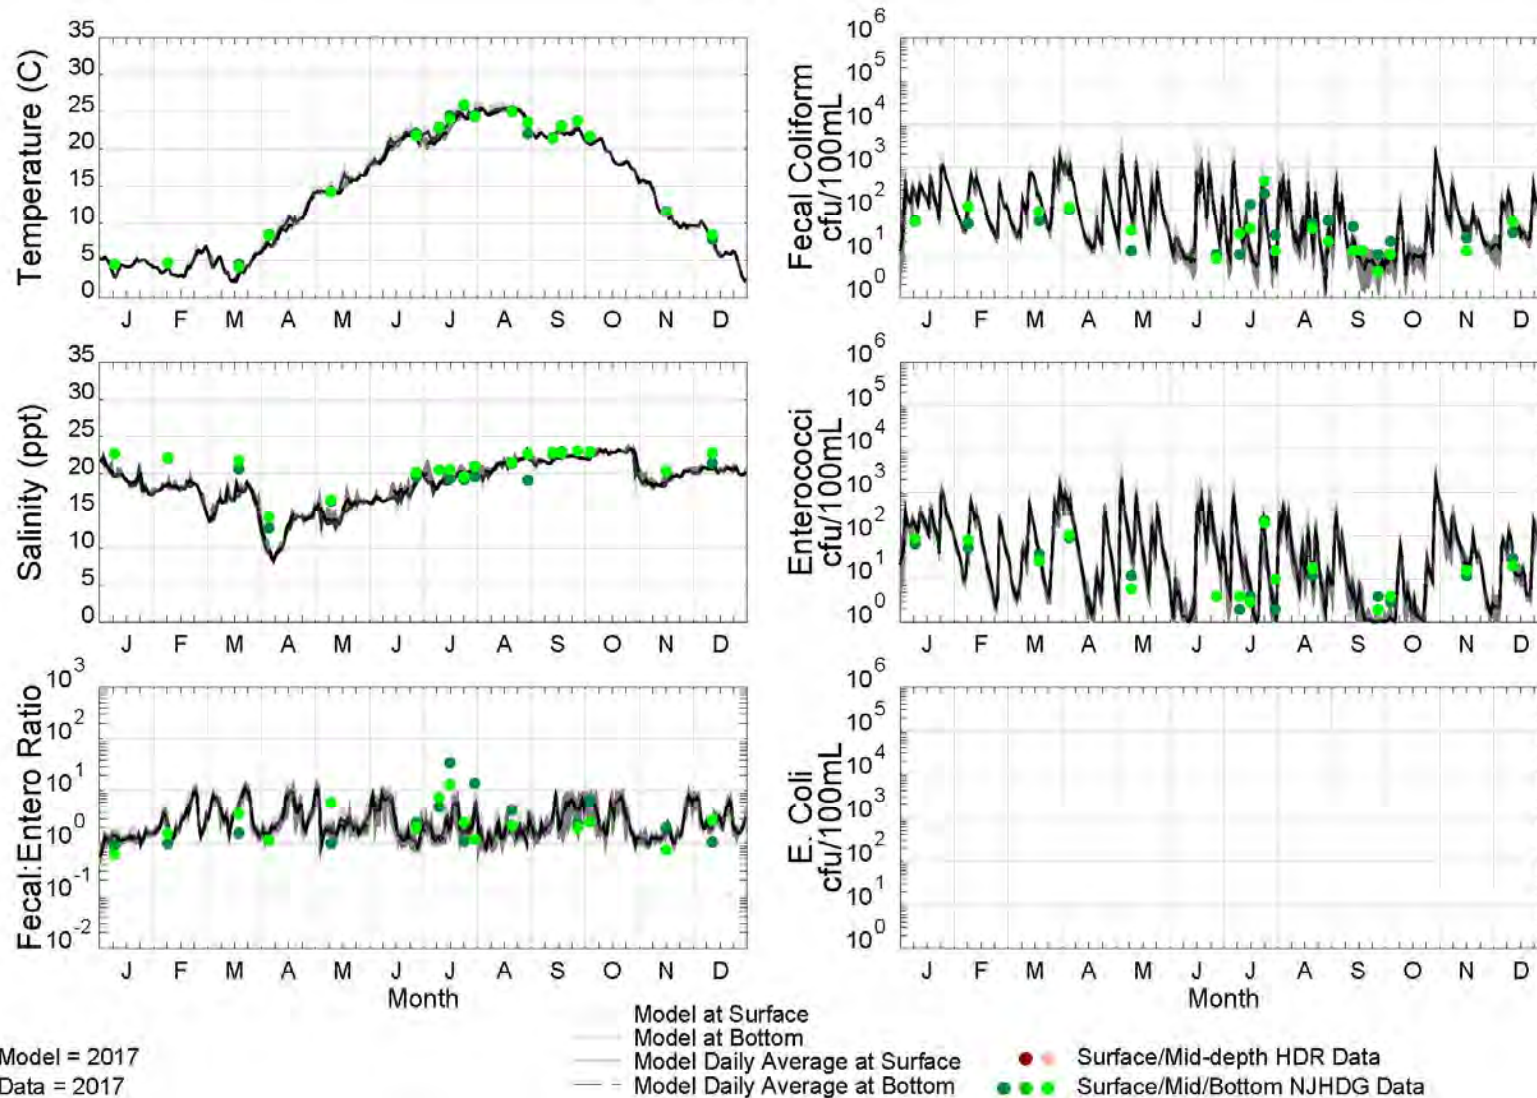 Temperature (C)
35
30
25
20
15
10
5
0
J F M A M J J A S O N D
Fecal Coliform
cfu/100mL
10^6
10^5
10^4
10^3
10^2
10^1
10^0
J F M A M J J A S O N D
Salinity (ppt)
35
30
25
20
15
10
5
0
J F M A M J J A S O N D
Enterococci
cfu/100mL
10^6
10^5
10^4
10^3
10^2
10^1
10^0
J F M A M J J A S O N D
Fecal:Entero Ratio
10^3
10^2
10^1
10^0
10^-1
10^-2
J F M A M J J A S O N D
Month
E. Coli
cfu/100mL
10^6
10^5
10^4
10^3
10^2
10^1
10^0
J F M A M J J A S O N D
Month
Model at Surface
Model at Bottom
Model Daily Average at Surface
Model Daily Average at Bottom
Surface/Mid-depth HDR Data
Surface/Mid/Bottom NJHDG Data
Model = 2017
Data = 2017